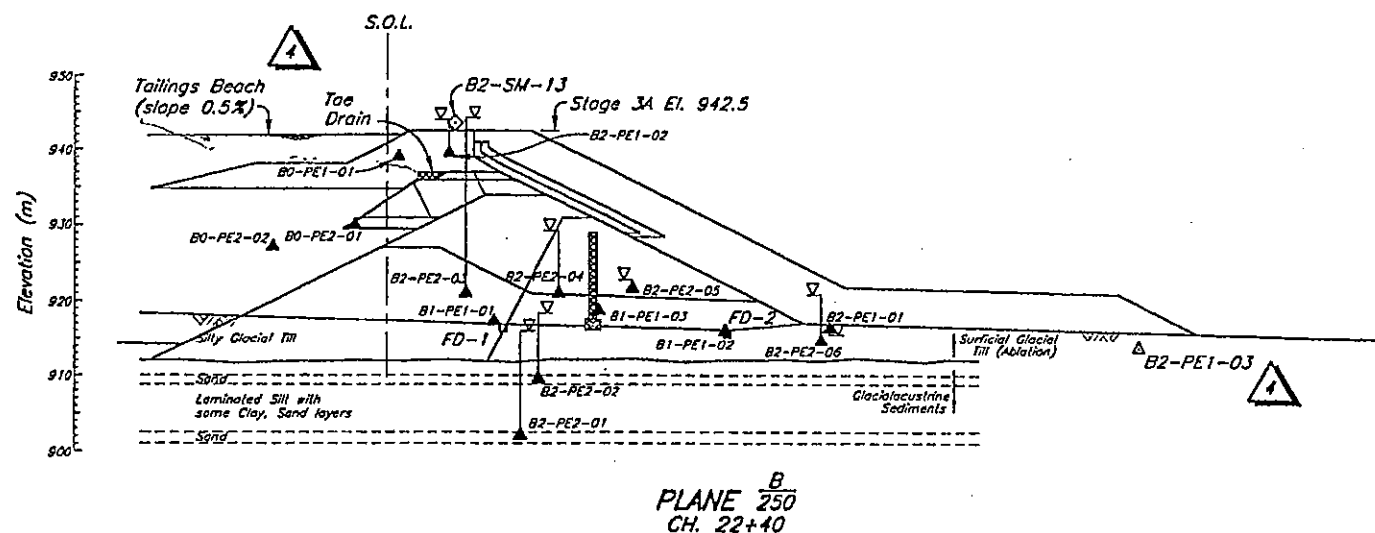 S.O.L.
4
950
Tailings Beach
(slope 0.5%)
Toe
Drain
B2-SM-13
Stage 3A El. 942.5
B2-PE1-02
940
B0-PE1-01
Elevation (m)
930
B0-PE2-02
B0-PE2-01
920
B2-PE2-03
B2-PE2-04
B2-PE2-05
B1-PE1-01
B1-PE1-03
FD-2
B2-PE1-01
FD-1
B1-PE1-02
B2-PE2-06
Silty Glacial Till
Surficial Glacial
Till (Ablation)
B2-PE1-03
4
910
Sand
B2-PE2-02
Laminated Silt with
some Clay, Sand layers
Glaciolacustrine
Sediments
B2-PE2-01
Sand
900
PLANE B
250
CH. 22+40